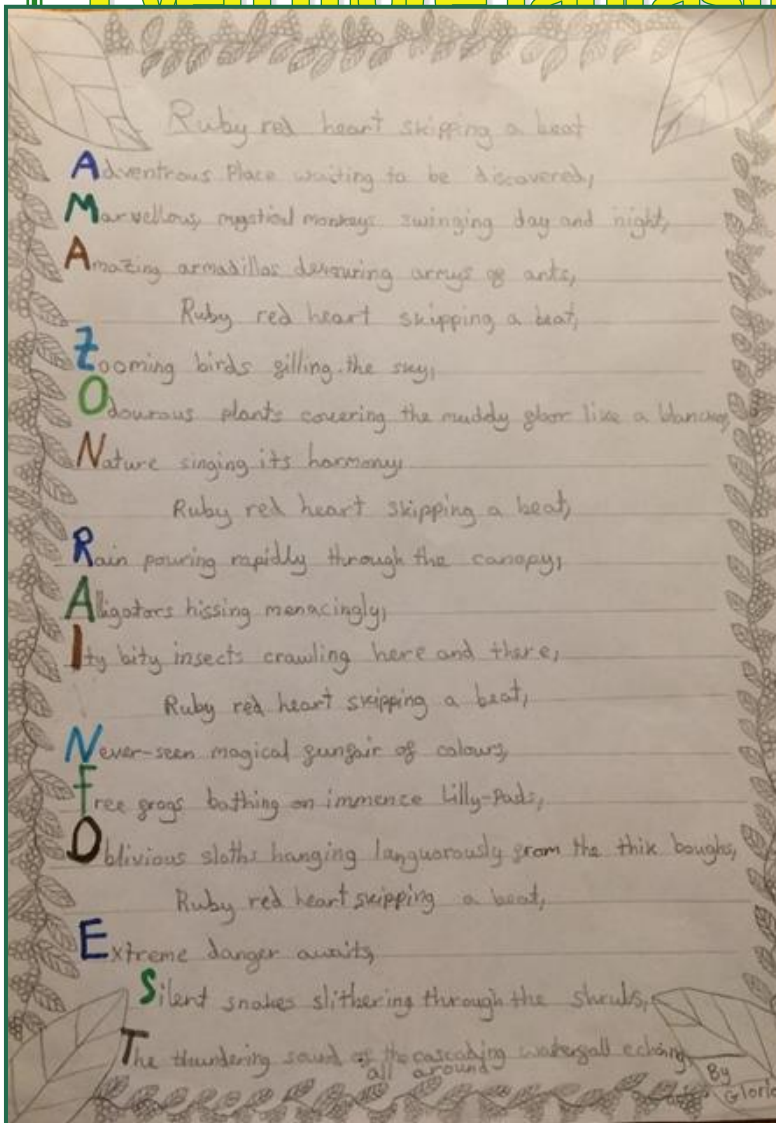 Ruby red heart skipping a beat
Adventrous Place waiting to be discovered,
Marvellous, mystical monkeys swinging day and night,
Amazing armadillos devouring arrys of ants,
Ruby red heart skipping a beat,
Zooming birds filling the sky,
Odourous plants covering the muddy floor like a blancket,
Nature singing its harmony,
Ruby red heart skipping a beat,
Rain pouring rapidly through the canopy,
Alligators hissing menacingly,
Ity bity insects crawling here and there,
Ruby red heart skipping a beat,
Never-seen magical funfair of colours,
Free frogs bathing on immence Lilly-Pads,
Oblivious sloths hanging languorously from the thik boughs,
Ruby red heart skipping a beat,
Extreme danger awaits,
Silent snakes slithering through the shrubs,
The thundering sound of the cascading waterfall echoing
all around
By